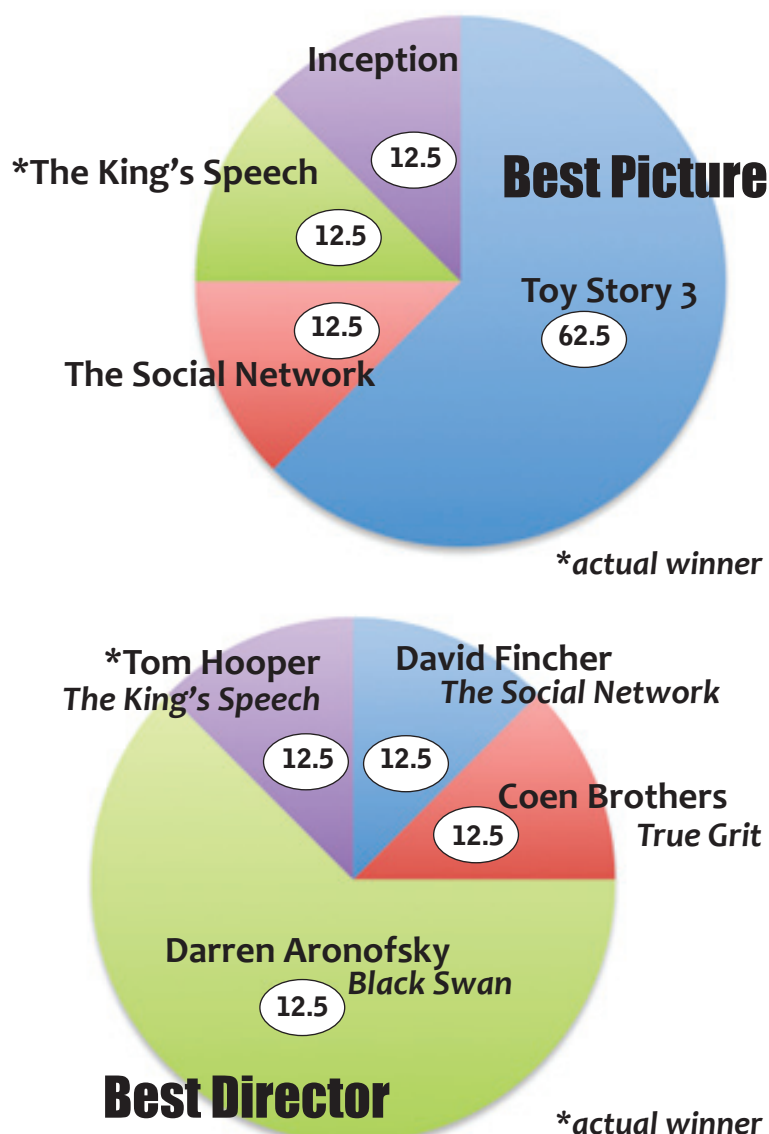 Inception
12.5
*The King's Speech
12.5
Best Picture
Toy Story 3
62.5
12.5
The Social Network
*actual winner
*Tom Hooper
The King's Speech
12.5
David Fincher
The Social Network
12.5
Coen Brothers
True Grit
12.5
Darren Aronofsky
Black Swan
12.5
Best Director
*actual winner